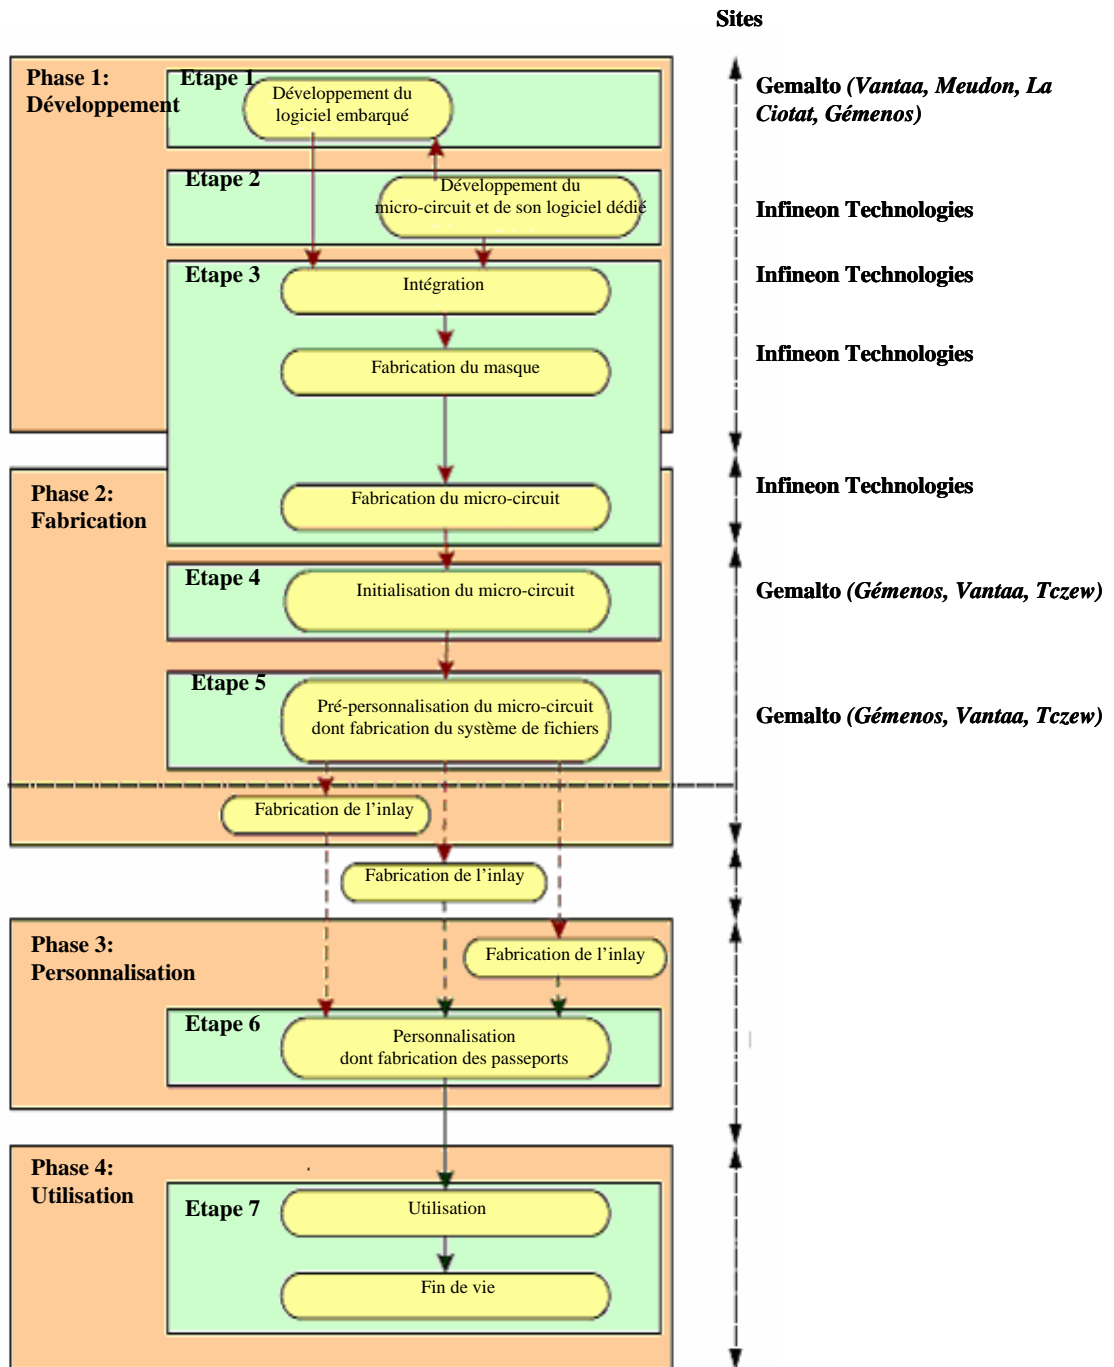 Sites
Phase 1:
Développement
Etape 1
Développement du
logiciel embarqué
Gemalto (Vantaa, Meudon, La
Ciotat, Gémenos)
Etape 2
Développement du
micro-circuit et de son logiciel dédié
Infineon Technologies
Etape 3
Intégration
Infineon Technologies
Fabrication du masque
Infineon Technologies
Phase 2:
Fabrication
Fabrication du micro-circuit
Infineon Technologies
Etape 4
Initialisation du micro-circuit
Gemalto (Gémenos, Vantaa, Tczew)
Etape 5
Pré-personnalisation du micro-circuit
dont fabrication du système de fichiers
Gemalto (Gémenos, Vantaa, Tczew)
Fabrication de l’inlay
Fabrication de l’inlay
Phase 3:
Personnalisation
Fabrication de l’inlay
Etape 6
Personnalisation
dont fabrication des passeports
Phase 4:
Utilisation
Etape 7
Utilisation
Fin de vie